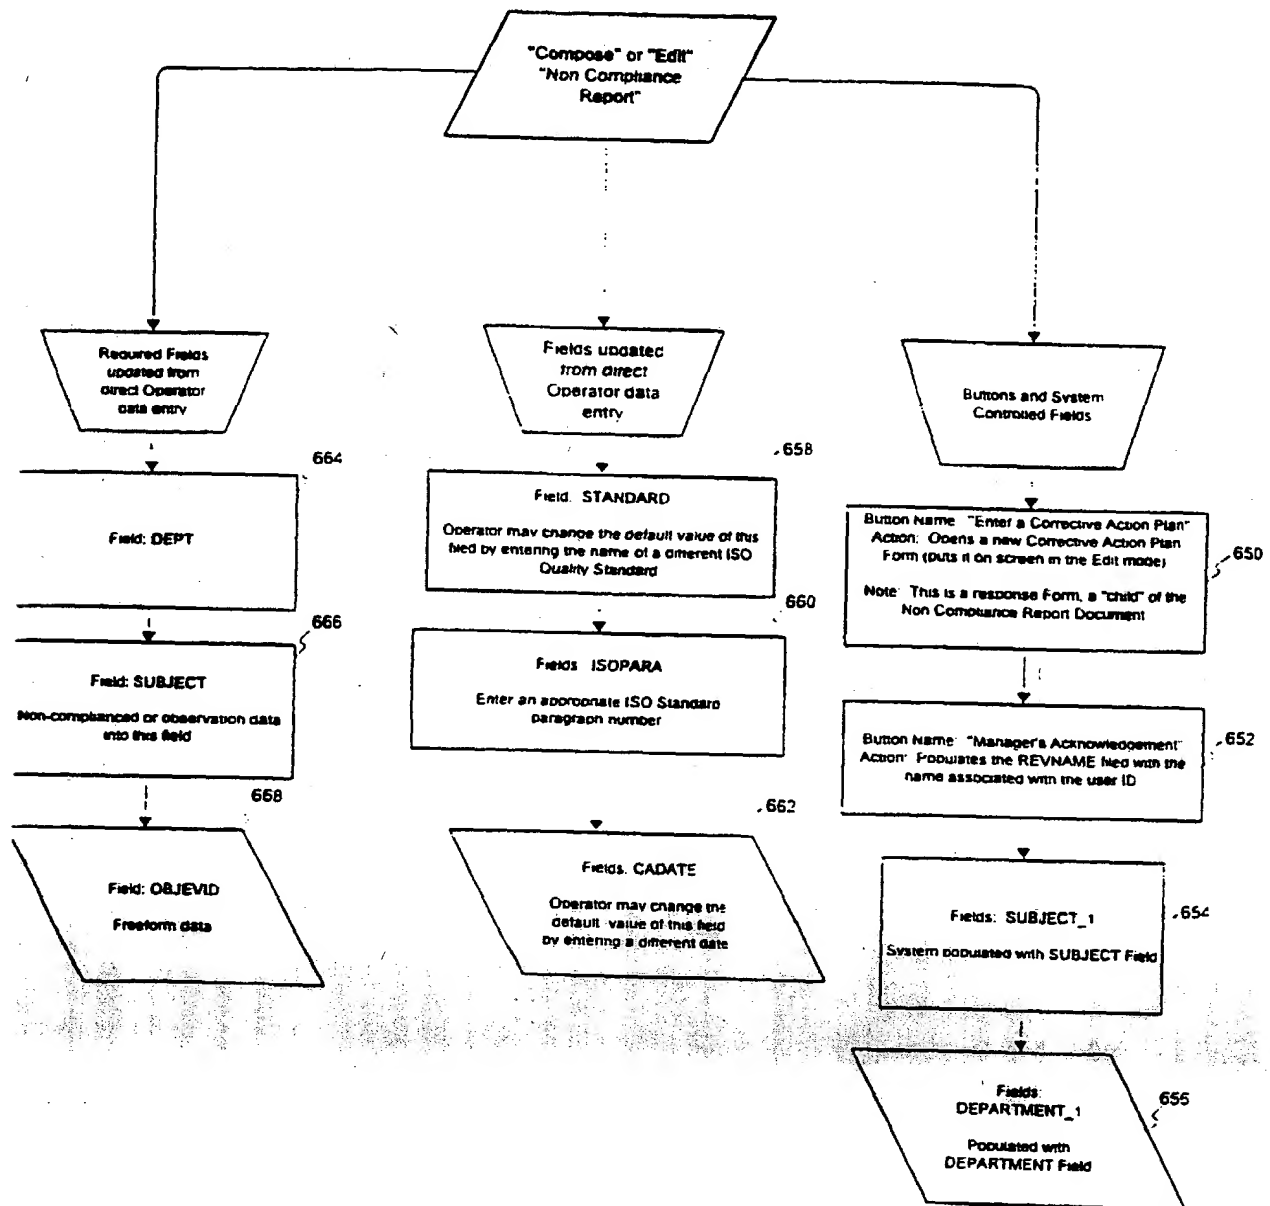 "Compose" or "Edit"
"Non Compliance
Report"
Required Fields
updated from
direct Operator
data entry
664
Field: DEPT
666
Field: SUBJECT
Non-complianced or observation data
into this field
668
Field: OBJEVID
Freeform data
Fields updated
from direct
Operator data
entry
658
Field: STANDARD
Operator may change the default value of this
filed by entering the name of a different ISO
Quality Standard
660
Fields ISOPARA
Enter an appropriate ISO Standard
paragraph number
662
Fields: CADATE
Operator may change the
default value of this field
by entering a different date
Buttons and System
Controlled Fields
Button Name: "Enter a Corrective Action Plan"
Action: Opens a new Corrective Action Plan
Form (puts it on screen in the Edit mode)
Note: This is a response Form, a "child" of the
Non Compliance Report Document
650
Button Name: "Manager's Acknowledgement"
Action: Populates the REVNAME filed with the
name associated with the user ID
652
Fields: SUBJECT_1
System populated with SUBJECT Field
654
Fields:
DEPARTMENT_1
Populated with
DEPARTMENT Field
655